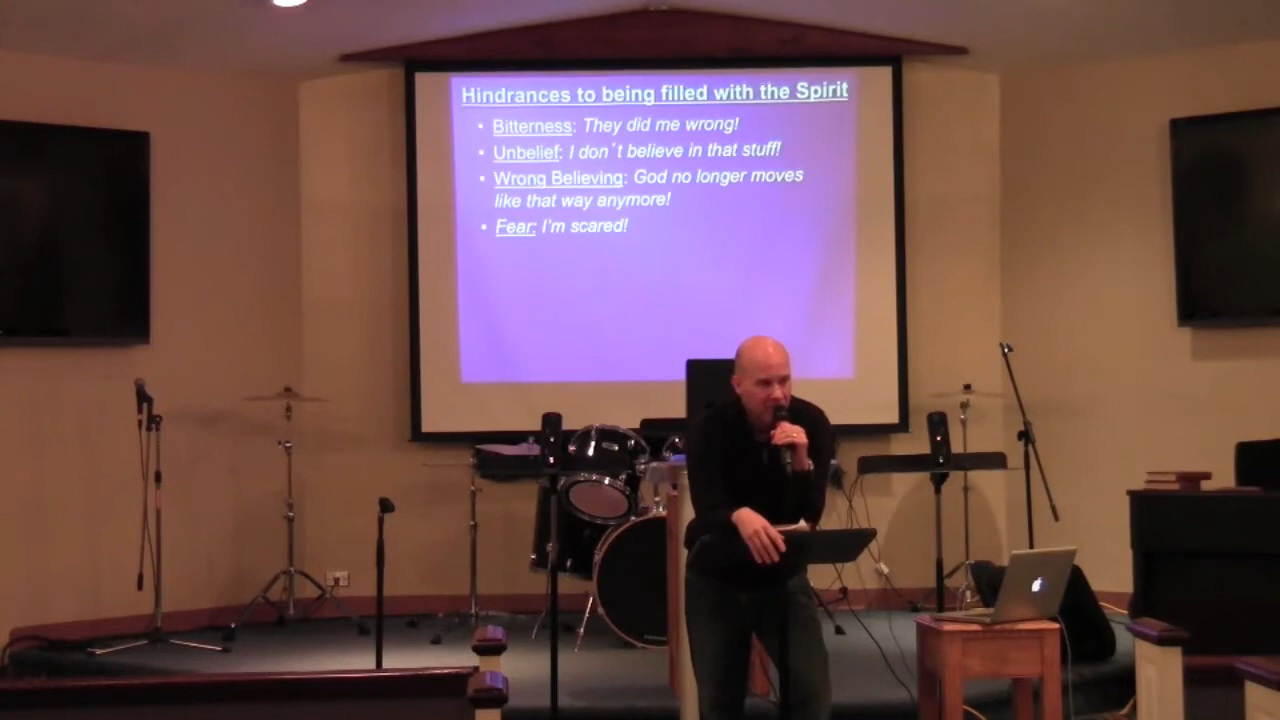 Hindrances to being filled with the Spirit
• Bitterness: They did me wrong!
• Unbelief: I don´t believe in that stuff!
• Wrong Believing: God no longer moves
like that way anymore!
• Fear: I'm scared!